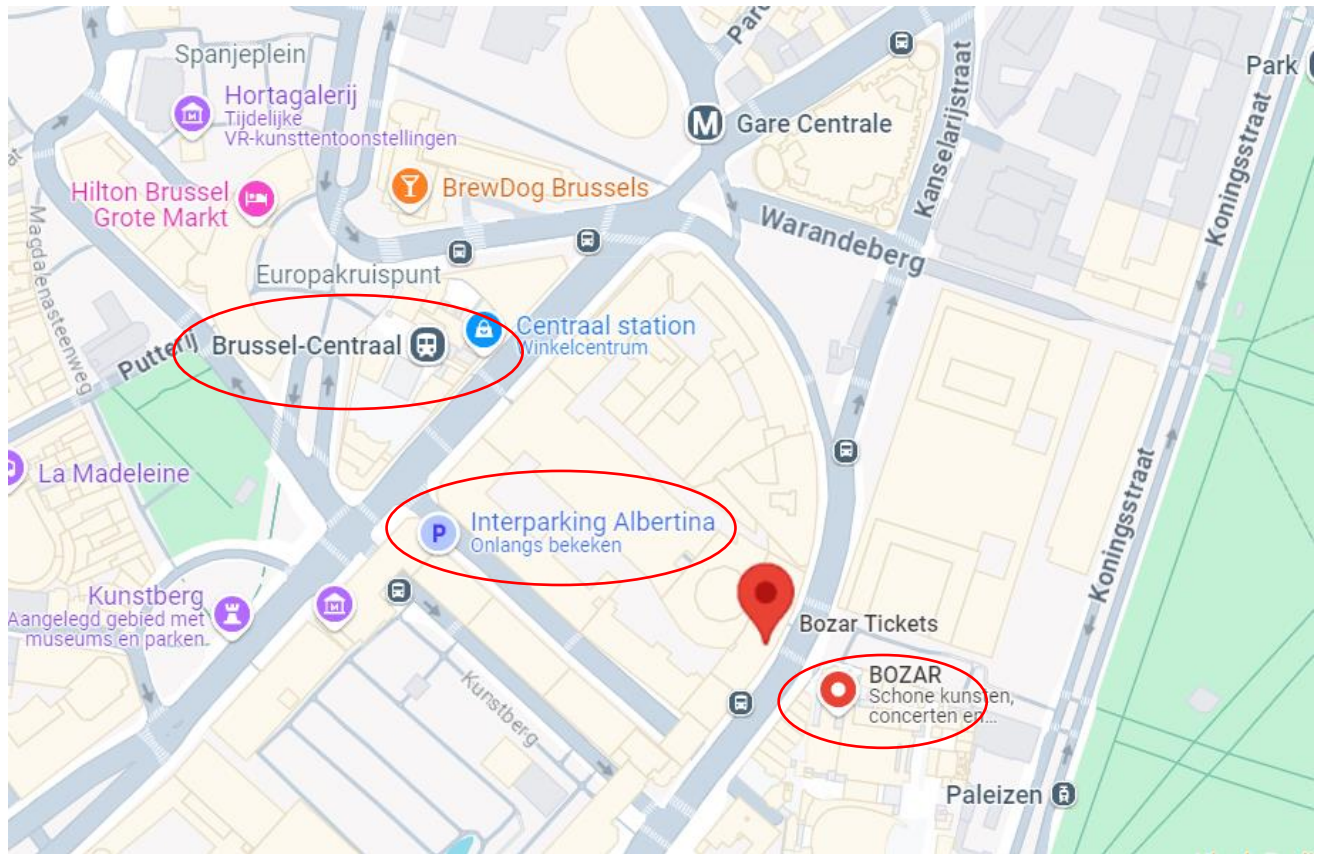 Spanjeplein
Park
Hortagalerij
Tijdelijke
VR-kunsttentoonstellingen
M
Gare Centrale
Kanselarijstraat
Koningsstraat
Hilton Brussel
Grote Markt
BrewDog Brussels
Magdalenasteenweg
Warandeberg
Europakruispunt
Putterij
Brussel-Centraal
Centraal station
Winkelcentrum
La Madeleine
P
Interparking Albertina
Onlangs bekeken
Koningsstraat
Kunstberg
Aangelegd gebied met
museums en parken
Bozar Tickets
BOZAR
Schone kunsten,
concerten en...
Kunstberg
Paleizen